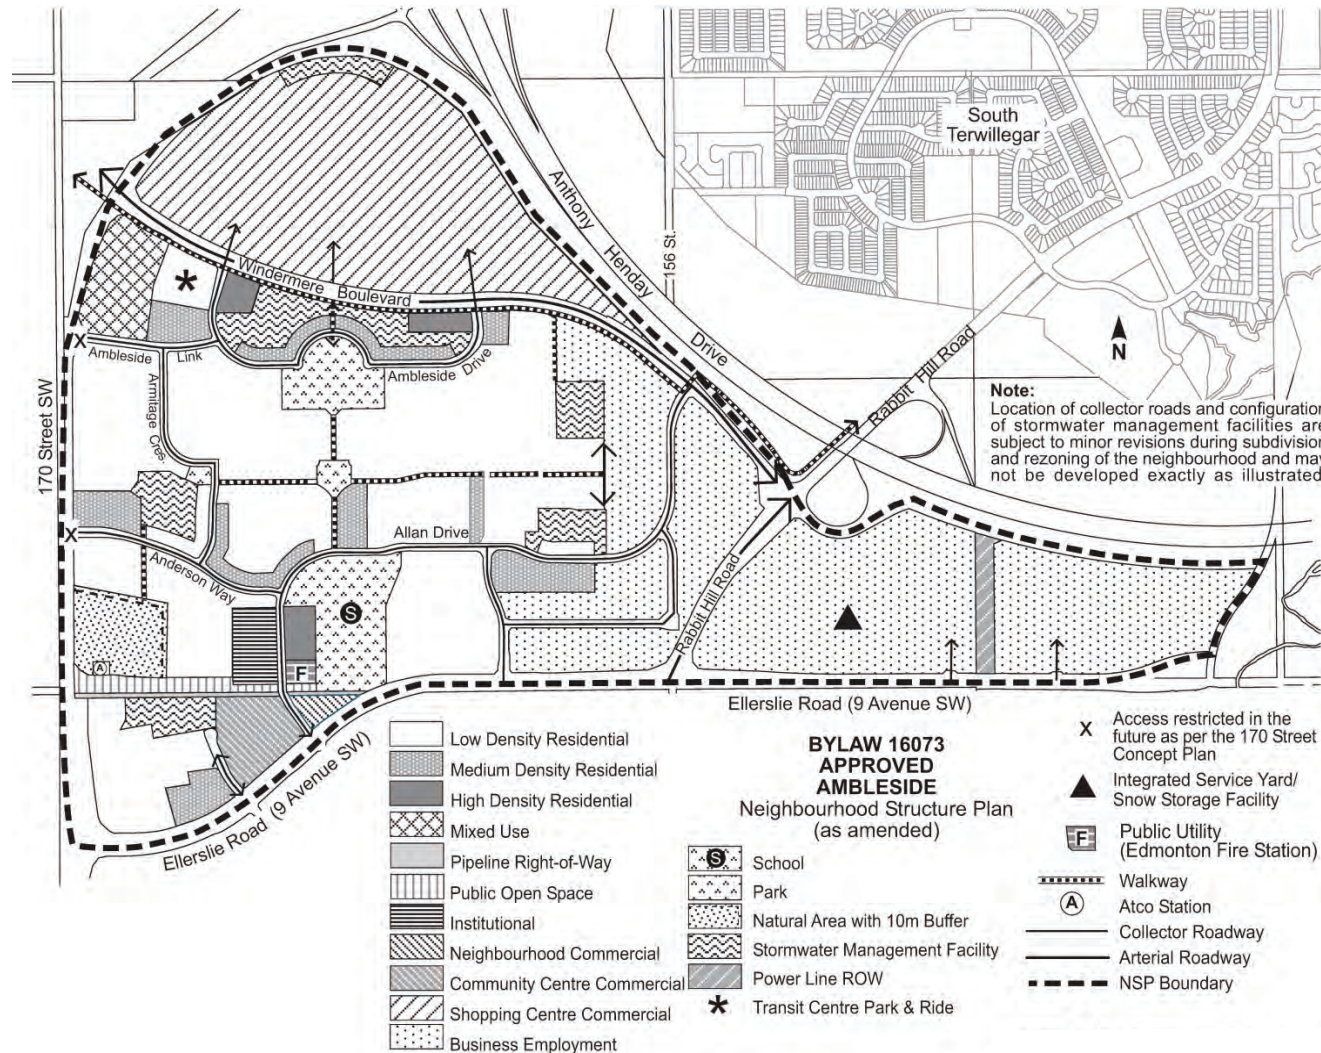 South
Terwillegar
Anthony
Henday
Drive
156 St.
Windermere Boulevard
N
Rabbit Hill Road
Note:
Location of collector roads and configuration
of stormwater management facilities are
subject to minor revisions during subdivision
and rezoning of the neighbourhood and may
not be developed exactly as illustrated
*
X
Ambleside Link
Ambleside Drive
Armitage Cres.
170 Street SW
X
Allan Drive
Anderson Way
Rabbit Hill Road
S
A
F
Ellerslie Road (9 Avenue SW)
Ellerslie Road (9 Avenue SW)
Low Density Residential
Medium Density Residential
High Density Residential
Mixed Use
Pipeline Right-of-Way
Public Open Space
Institutional
Neighbourhood Commercial
Community Centre Commercial
Shopping Centre Commercial
Business Employment
BYLAW 16073
APPROVED
AMBLESIDE
Neighbourhood Structure Plan
(as amended)
S School
Park
Natural Area with 10m Buffer
Stormwater Management Facility
Power Line ROW
* Transit Centre Park & Ride
X Access restricted in the
future as per the 170 Street
Concept Plan
Integrated Service Yard/
Snow Storage Facility
F Public Utility
(Edmonton Fire Station)
Walkway
A Atco Station
Collector Roadway
Arterial Roadway
NSP Boundary